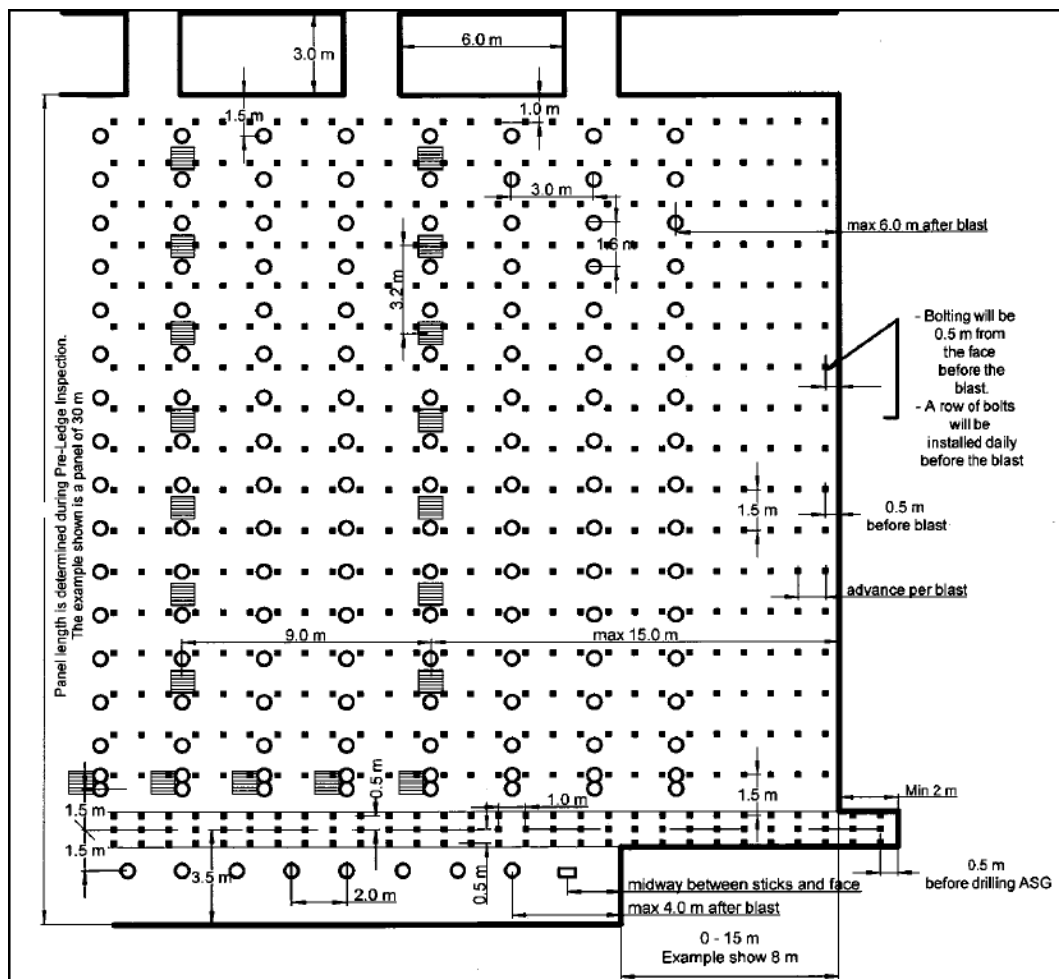 6.0 m
3.0 m
1.5 m
1.0 m
3.0 m
max 6.0 m after blast
1.6 m
3.2 m
- Bolting will be
0.5 m from
the face
before the
blast.
- A row of bolts
will be
installed daily
before the blast
Panel length is determined during Pre-Ledge Inspection.
The example shown is a panel of 30 m
1.5 m
0.5 m
before blast
advance per blast
9.0 m
max 15.0 m
0.5 m
1.0 m
1.5 m
Min 2 m
1.5 m
1.5 m
3.5 m
2.0 m
0.5 m
0.5 m
before drilling ASG
midway between sticks and face
max 4.0 m after blast
0 - 15 m
Example show 8 m